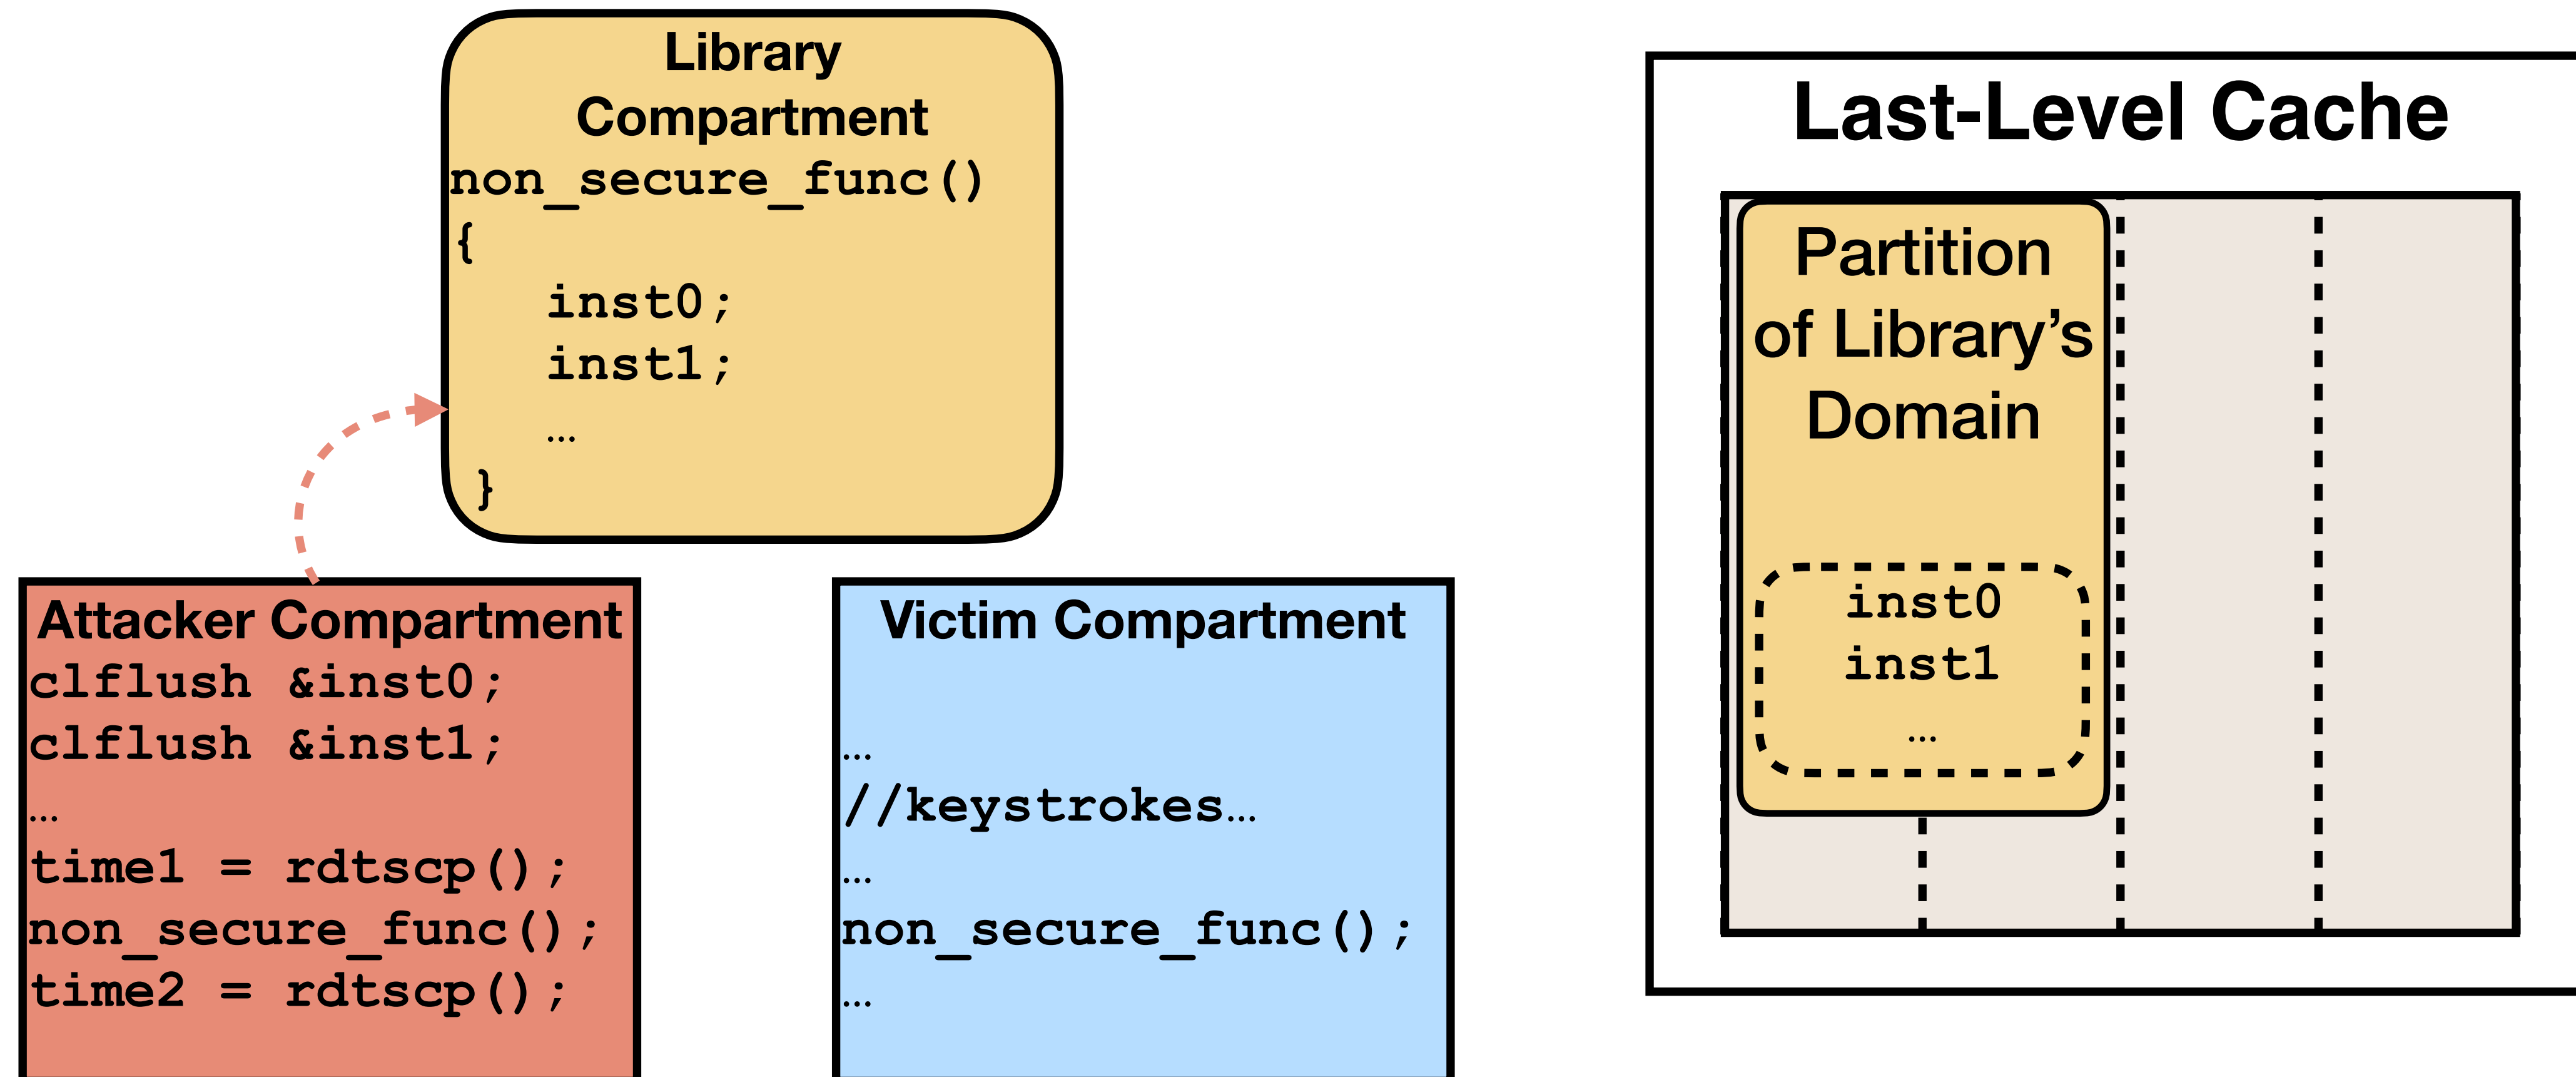 Library
Compartment
non_secure_func()
{
inst0;
inst1;
…
}
Attacker Compartment
clflush &inst0;
clflush &inst1;
…
time1 = rdtscp();
non_secure_func();
time2 = rdtscp();
Victim Compartment
…
//keystrokes…
…
non_secure_func();
…
Last-Level Cache
Partition
of Library’s
Domain
inst0
inst1
…